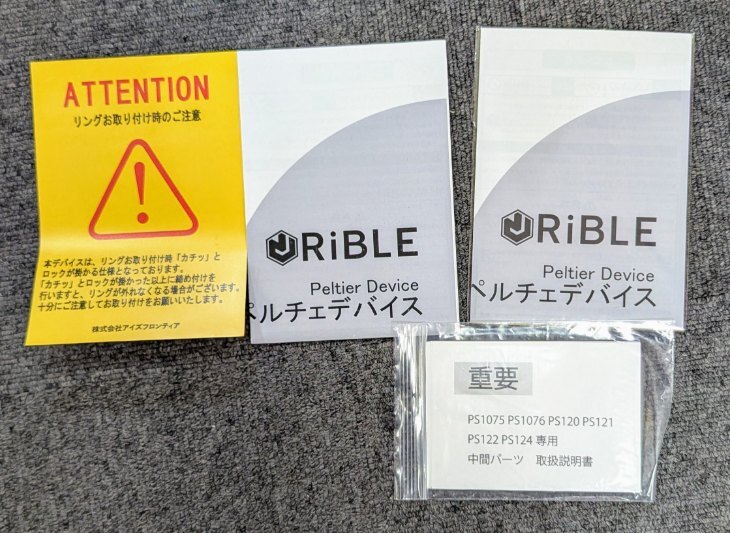 ATTENTION
リングお取り付け時のご注意
本デバイスは、リングお取り付け時「カチッ」と
ロックが掛かる仕様となっております。
「カチッ」とロックが掛かった以上に締め付けを
行いますと、リングが外れなくなる場合がございます。
十分にご注意してお取り付けをお願いいたします。
株式会社アイズフロンティア
RiBLE
Peltier Device
ペルチェデバイス
RiBLE
Peltier Device
ペルチェデバイス
重要
PS1075 PS1076 PS120 PS121
PS122 PS124 専用
中間パーツ 取扱説明書